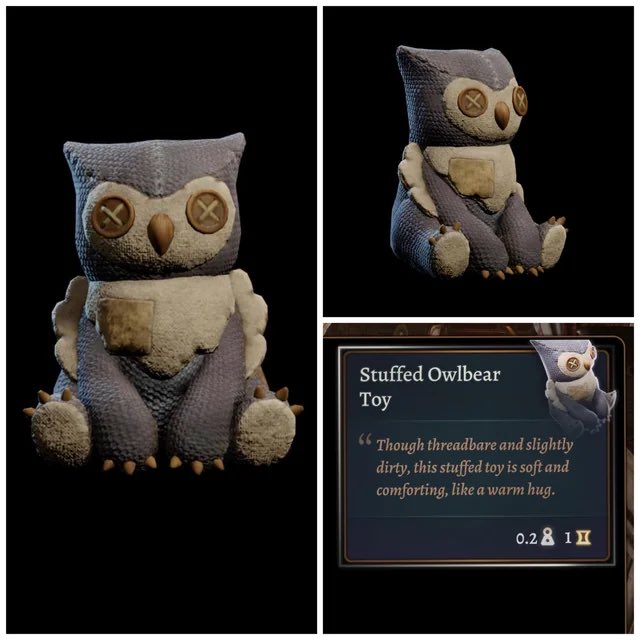 Stuffed Owlbear
Toy
“ Though threadbare and slightly
dirty, this stuffed toy is soft and
comforting, like a warm hug.
0.2 1